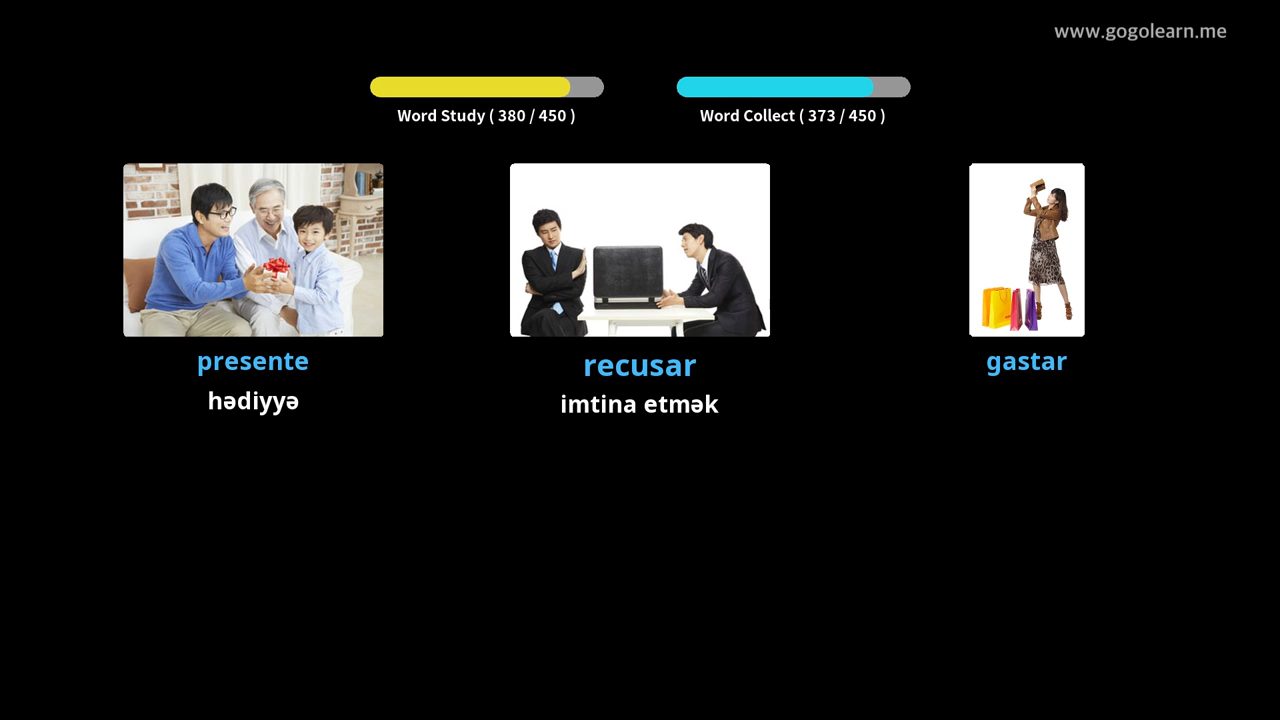 www.gogolearn.me
Word Study ( 380 / 450 )
Word Collect ( 373 / 450 )
presente
hədiyyə
recusar
imtina etmək
gastar